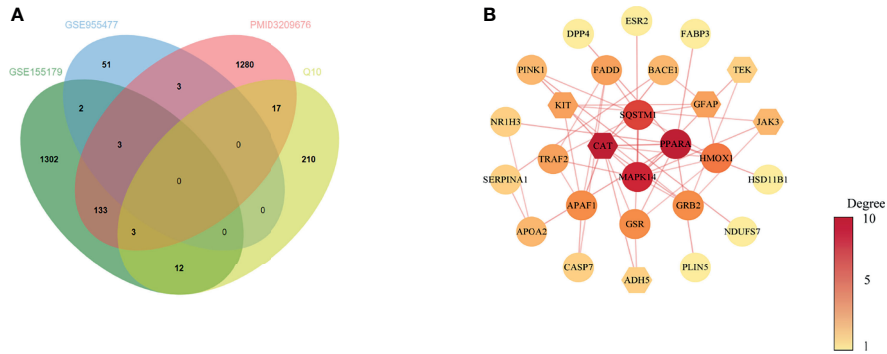 A
GSE955477
PMID3209676
GSE155179
Q10
51
1280
2
3
17
1302
3
0
210
0
133
0
3
0
12
B
ESR2
DPP4
FABP3
PINK1
FADD
BACE1
TEK
KIT
GFAP
SQSTM1
NR1H3
JAK3
CAT
PPARA
TRAF2
HMOX1
SERPINA1
MAPK14
HSD11B1
APAF1
GRB2
APOA2
GSR
NDUFS7
CASP7
ADH5
PLIN5
Degree
10
5
1